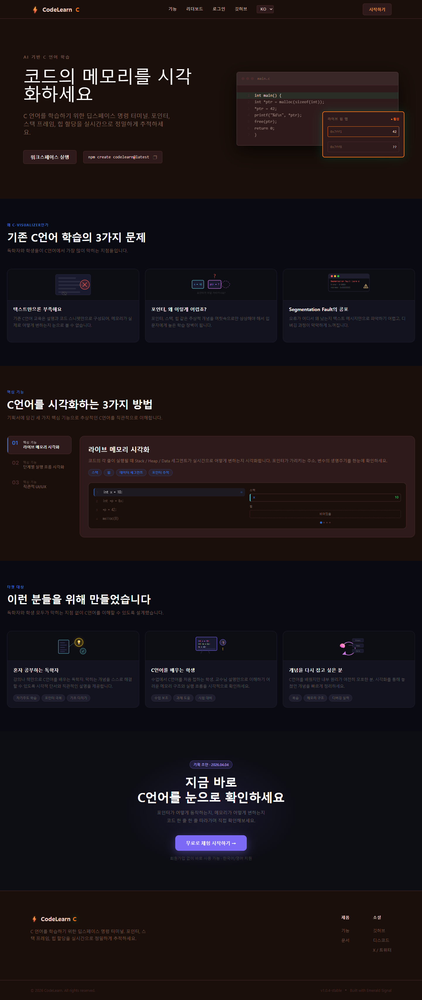 CodeLearn C
기능
리더보드
로그인
깃허브
KO
시작하기
AI 기반 C 언어 학습
코드의 메모리를 시각
화하세요
C 언어를 학습하기 위한 딥스페이스 명령 터미널. 포인터,
스택 프레임, 힙 할당을 실시간으로 정밀하게 추적하세
요.
워크스페이스 실행
npm create codelearn@latest
main.c
int main() {
int *ptr = malloc(sizeof(int));
*ptr = 42;
printf("%d\n", *ptr);
free(ptr);
return 0;
}
라이브 힙 맵
활성
0x7ff1
42
0x7ff8
??
왜 C-VISUALIZER인가
기존 C언어 학습의 3가지 문제
독학자와 학생들이 C언어에서 가장 많이 막히는 지점들입니다.
텍스트만으론 부족해요
기존 C언어 교육은 설명과 코드 스니펫만으로 구성되어, 메모리가 실
제로 어떻게 변하는지 눈으로 볼 수 없습니다.
?
x = 10
ptr = ?
포인터가 어딜 가리키나요?
포인터, 왜 이렇게 어렵죠?
포인터, 스택, 힙 같은 추상적 개념을 머릿속으로만 상상해야 해서 입
문자에게 높은 학습 장벽이 됩니다.
Segmentation Fault의 공포
오류가 어디서 왜 났는지 텍스트 메시지만으로 파악하기 어렵고, 디
버깅 과정이 막막하게 느껴집니다.
핵심 기능
C언어를 시각화하는 3가지 방법
기획서에 담긴 세 가지 핵심 기능으로 추상적인 C언어를 직관적으로 이해합니다.
01
핵심 기능
라이브 메모리 시각화
02
핵심 기능
단계별 실행 흐름 시각화
03
핵심 기능
직관적 UI/UX
라이브 메모리 시각화
코드의 각 줄이 실행될 때 Stack / Heap / Data 세그먼트가 실시간으로 어떻게 변하는지 시각화합니다. 포인터가 가리키는 주소, 변수의 생명주기를 한눈에 확인하세요.
스택
힙
데이터 세그먼트
포인터 추적
int x = 10;
2 int *p = &x;
3 *p = 42;
4 malloc(8)
스택
x
10
힙
비어있음
타겟 대상
이런 분들을 위해 만들었습니다
독학자와 학생 모두가 막히는 지점 없이 C언어를 이해할 수 있도록 설계했습니다.
혼자 공부하는 독학자
강의나 책만으로 C언어를 배우는 독학자. 막히는 개념을 스스로 해결
할 수 있도록 시각적 단서와 직관적인 설명을 제공합니다.
자기주도 학습
포인터 극복
기초 다지기
int x = 10;
int *p = &x;
*p = 42;
!
C언어를 배우는 학생
수업에서 C언어를 처음 접하는 학생. 교수님 설명만으로 이해하기 어
려운 메모리 구조와 실행 흐름을 시각적으로 확인하세요.
수업 보조
과제 도움
시험 대비
Stack
Heap
Data
개념을 다시 잡고 싶은 분
C언어를 배웠지만 내부 원리가 여전히 모호한 분. 시각화를 통해 놓
쳤던 개념을 빠르게 정리하세요.
복습
메모리 구조
디버깅 실력
기획 초안 · 2026.04.04
지금 바로
C언어를 눈으로 확인하세요
포인터가 어떻게 동작하는지, 메모리가 어떻게 변하는지
코드 한 줄 한 줄 따라가며 직접 확인해보세요.
무료로 체험 시작하기 →
회원가입 없이 바로 사용 가능 · 한국어/영어 지원
CodeLearn C
C 언어를 학습하기 위한 딥스페이스 명령 터미널. 포인터, 스
택 프레임, 힙 할당을 실시간으로 정밀하게 추적하세요.
제품
기능
문서
소셜
깃허브
디스코드
X / 트위터
© 2026 CodeLearn. All rights reserved.
v1.0.4-stable • Built with Emerald Signal